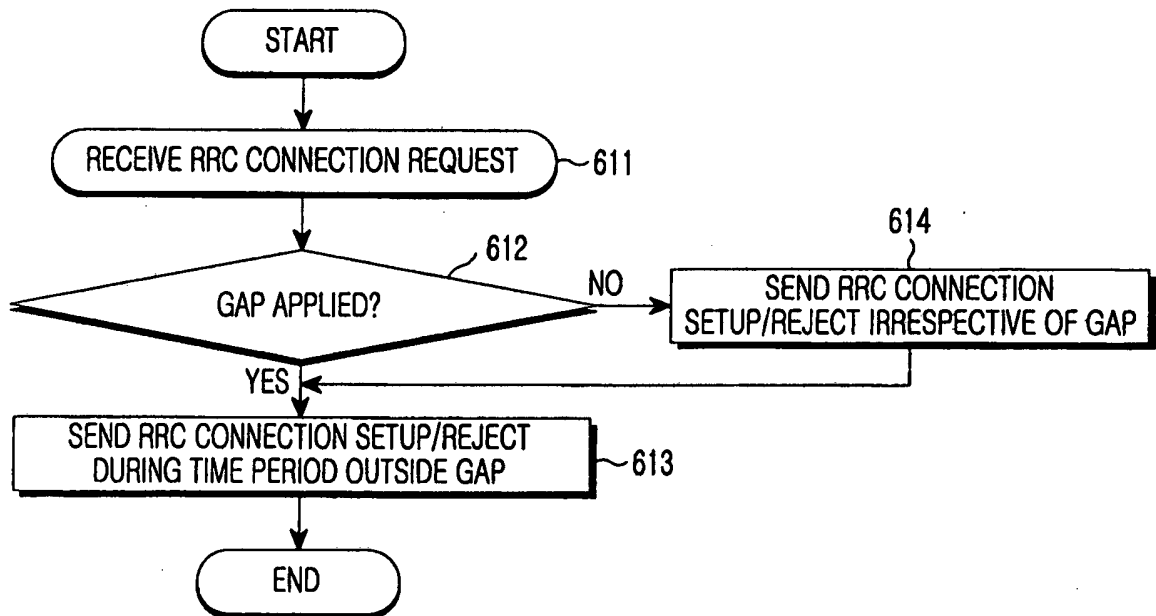 START
RECEIVE RRC CONNECTION REQUEST
611
612
GAP APPLIED?
NO
614
SEND RRC CONNECTION
SETUP/REJECT IRRESPECTIVE OF GAP
YES
SEND RRC CONNECTION SETUP/REJECT
DURING TIME PERIOD OUTSIDE GAP
613
END